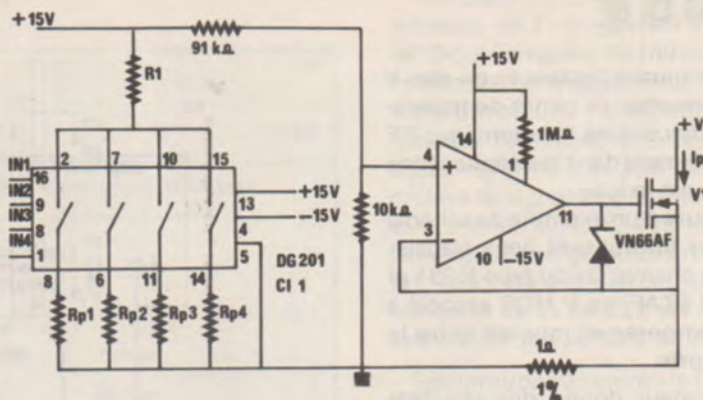 +15V
91 kΩ
R1
+15V
+V
Ip
14
1MΩ
V1
IN1
2
7
10
15
16
IN2
9
IN3
8
IN4
1
+15V
13
-15V
4
5
4
+
10kΩ
3
11
10
-15V
VN66AF
DG 201
CI 1
8
6
11
14
Rp1
Rp2
Rp3
Rp4
1Ω
1%